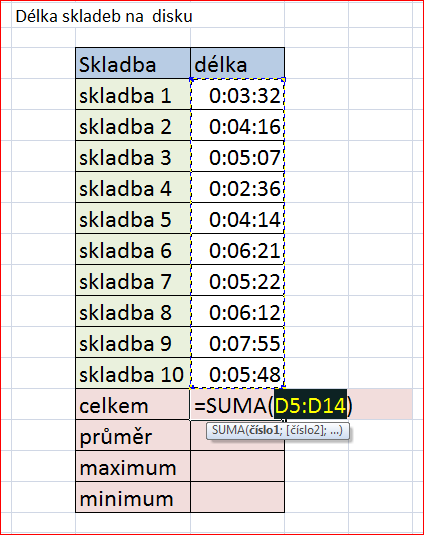 Délka skladeb na  disku
Skladba délka
skladba 1 0:03:32
skladba 2 0:04:16
skladba 3 0:05:07
skladba 4 0:02:36
skladba 5 0:04:14
skladba 6 0:06:21
skladba 7 0:05:22
skladba 8 0:06:12
skladba 9 0:07:55
skladba 10 0:05:48
celkem =SUMA(D5:D14)
SUMA(číslo1; [číslo2]; ...)
průměr
maximum
minimum